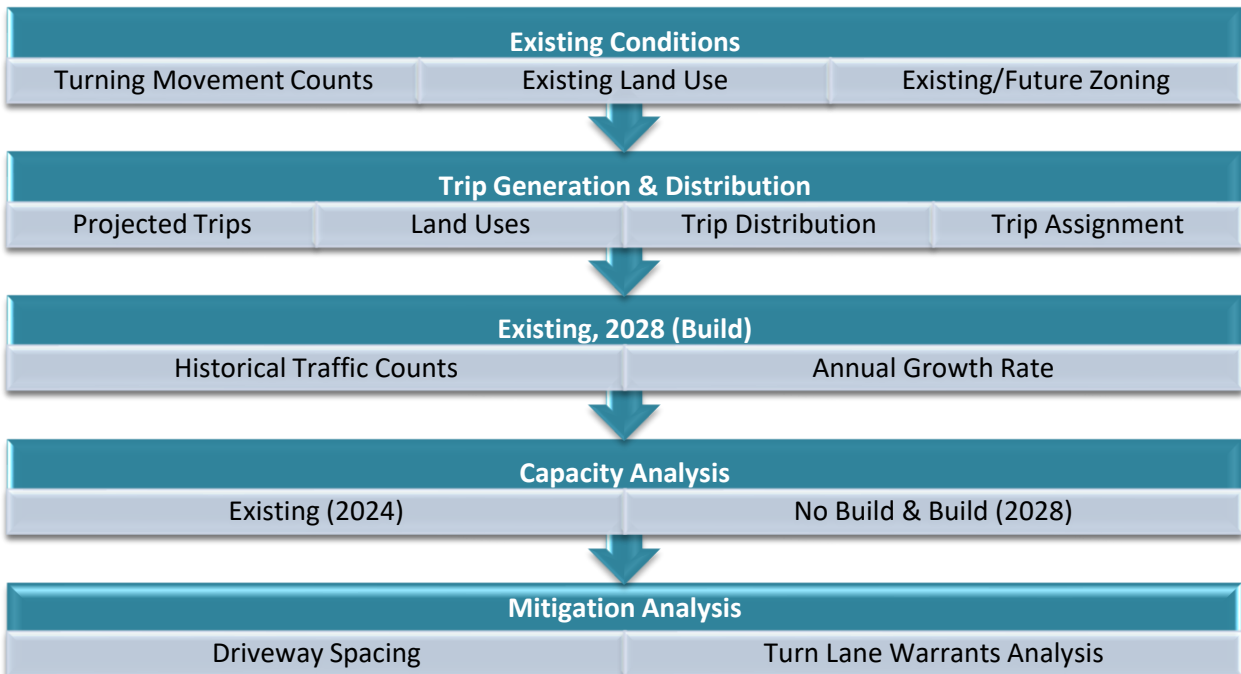 Existing Conditions
Turning Movement Counts Existing Land Use Existing/Future Zoning
Trip Generation & Distribution
Projected Trips Land Uses Trip Distribution Trip Assignment
Existing, 2028 (Build)
Historical Traffic Counts Annual Growth Rate
Capacity Analysis
Existing (2024) No Build & Build (2028)
Mitigation Analysis
Driveway Spacing Turn Lane Warrants Analysis